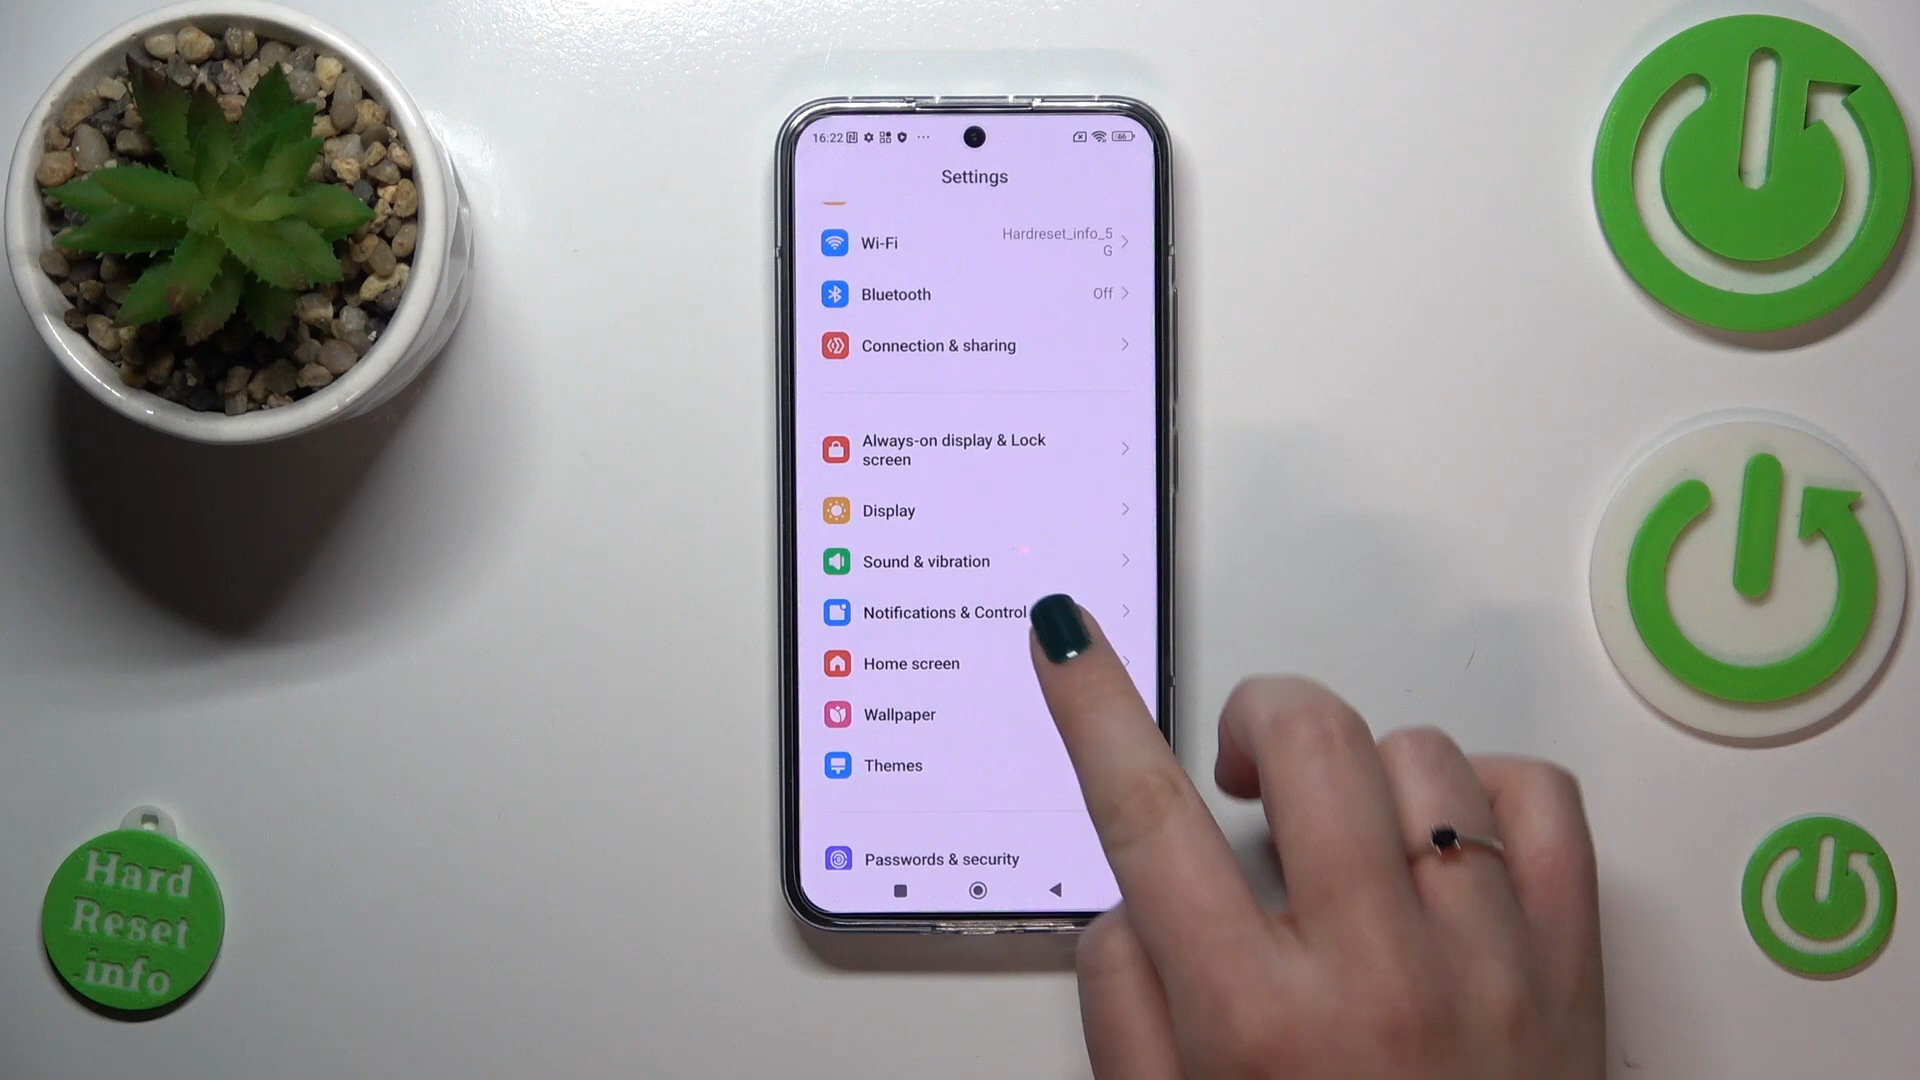 16:22
66
Settings
Wi-Fi
Hardreset_info_5
G
Bluetooth
Off
Connection & sharing
Always-on display & Lock
screen
Display
Sound & vibration
Notifications & Control
Home screen
Wallpaper
Themes
Passwords & security
Hard
Reset
.info